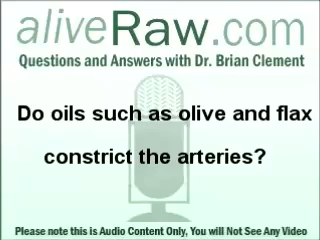 aliveRaw.com
Questions and Answers with Dr. Brian Clement
Do oils such as olive and flax
constrict the arteries?
Please note this is Audio Content Only, You will Not See Any Video